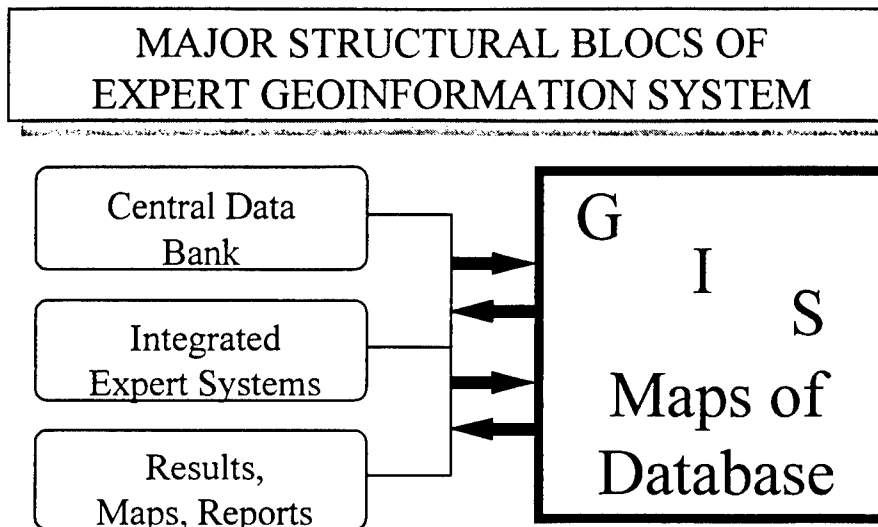 MAJOR STRUCTURAL BLOCS OF
EXPERT GEOINFORMATION SYSTEM
Central Data
Bank
Integrated
Expert Systems
Results,
Maps, Reports
G
I
S
Maps of
Database